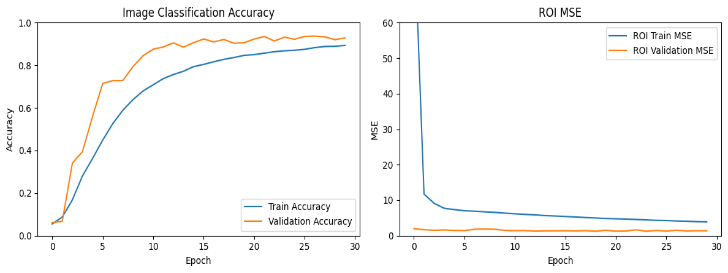 Image Classification Accuracy
1.0
0.8
0.6
0.4
0.2
0.0
Accuracy
0 5 10 15 20 25 30
Epoch
Train Accuracy
Validation Accuracy
ROI MSE
60
50
40
30
20
10
0
MSE
0 5 10 15 20 25 30
Epoch
ROI Train MSE
ROI Validation MSE